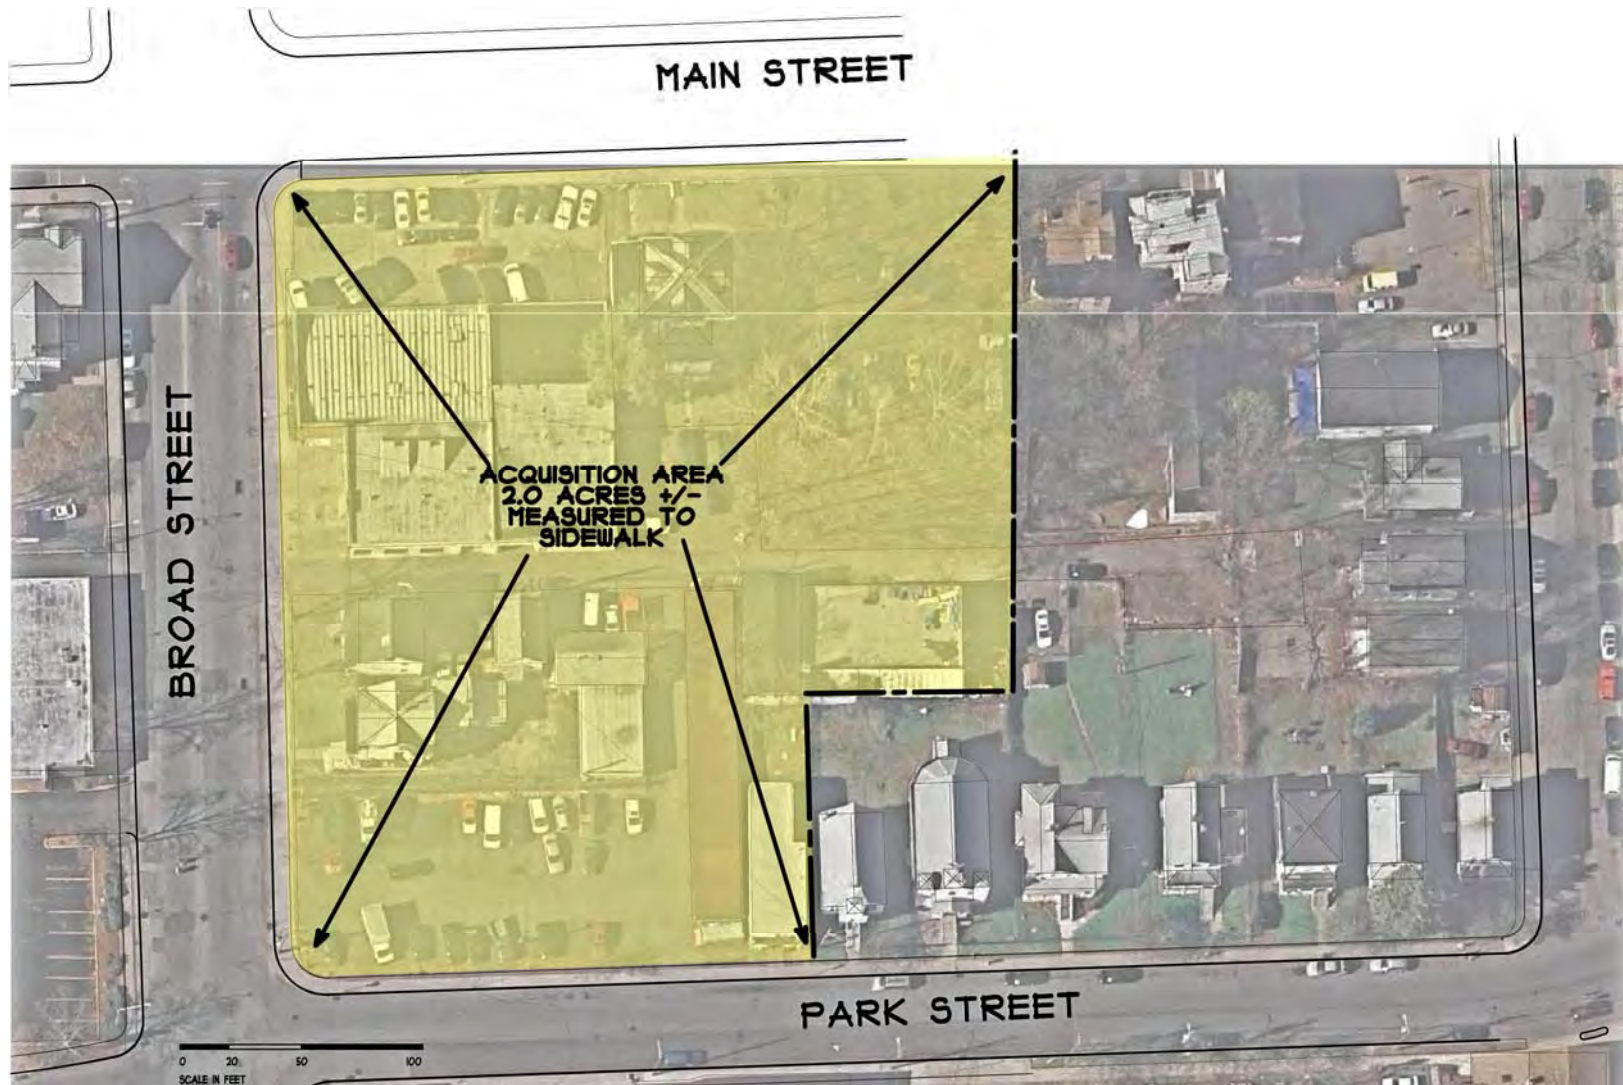 MAIN STREET
BROAD STREET
ACQUISITION AREA
2.0 ACRES +/-
MEASURED TO
SIDEWALK
PARK STREET
0 20 50 100
SCALE IN FEET